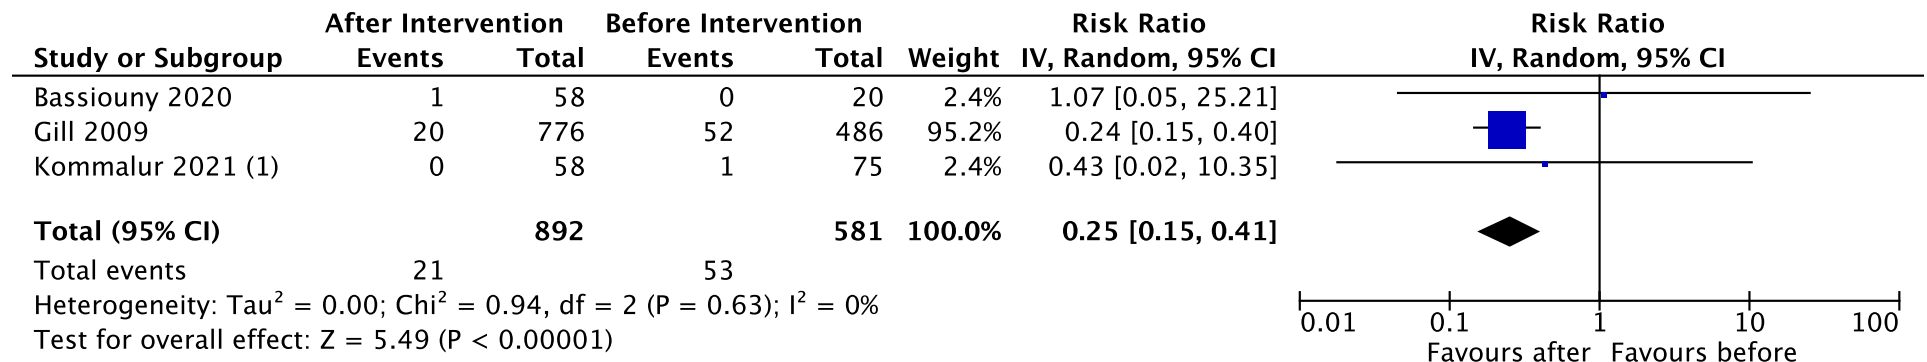 After Intervention Before Intervention Risk Ratio Risk Ratio
Study or Subgroup Events Total Events Total Weight IV, Random, 95% CI IV, Random, 95% CI
Bassiouny 2020 1 58 0 20 2.4% 1.07 [0.05, 25.21]
Gill 2009 20 776 52 486 95.2% 0.24 [0.15, 0.40]
Kommalur 2021 (1) 0 58 1 75 2.4% 0.43 [0.02, 10.35]
Total (95% CI) 892 581 100.0% 0.25 [0.15, 0.41]
Total events 21 53
Heterogeneity: Tau² = 0.00; Chi² = 0.94, df = 2 (P = 0.63); I² = 0%
Test for overall effect: Z = 5.49 (P < 0.00001)
0.01 0.1 1 10 100
Favours after Favours before